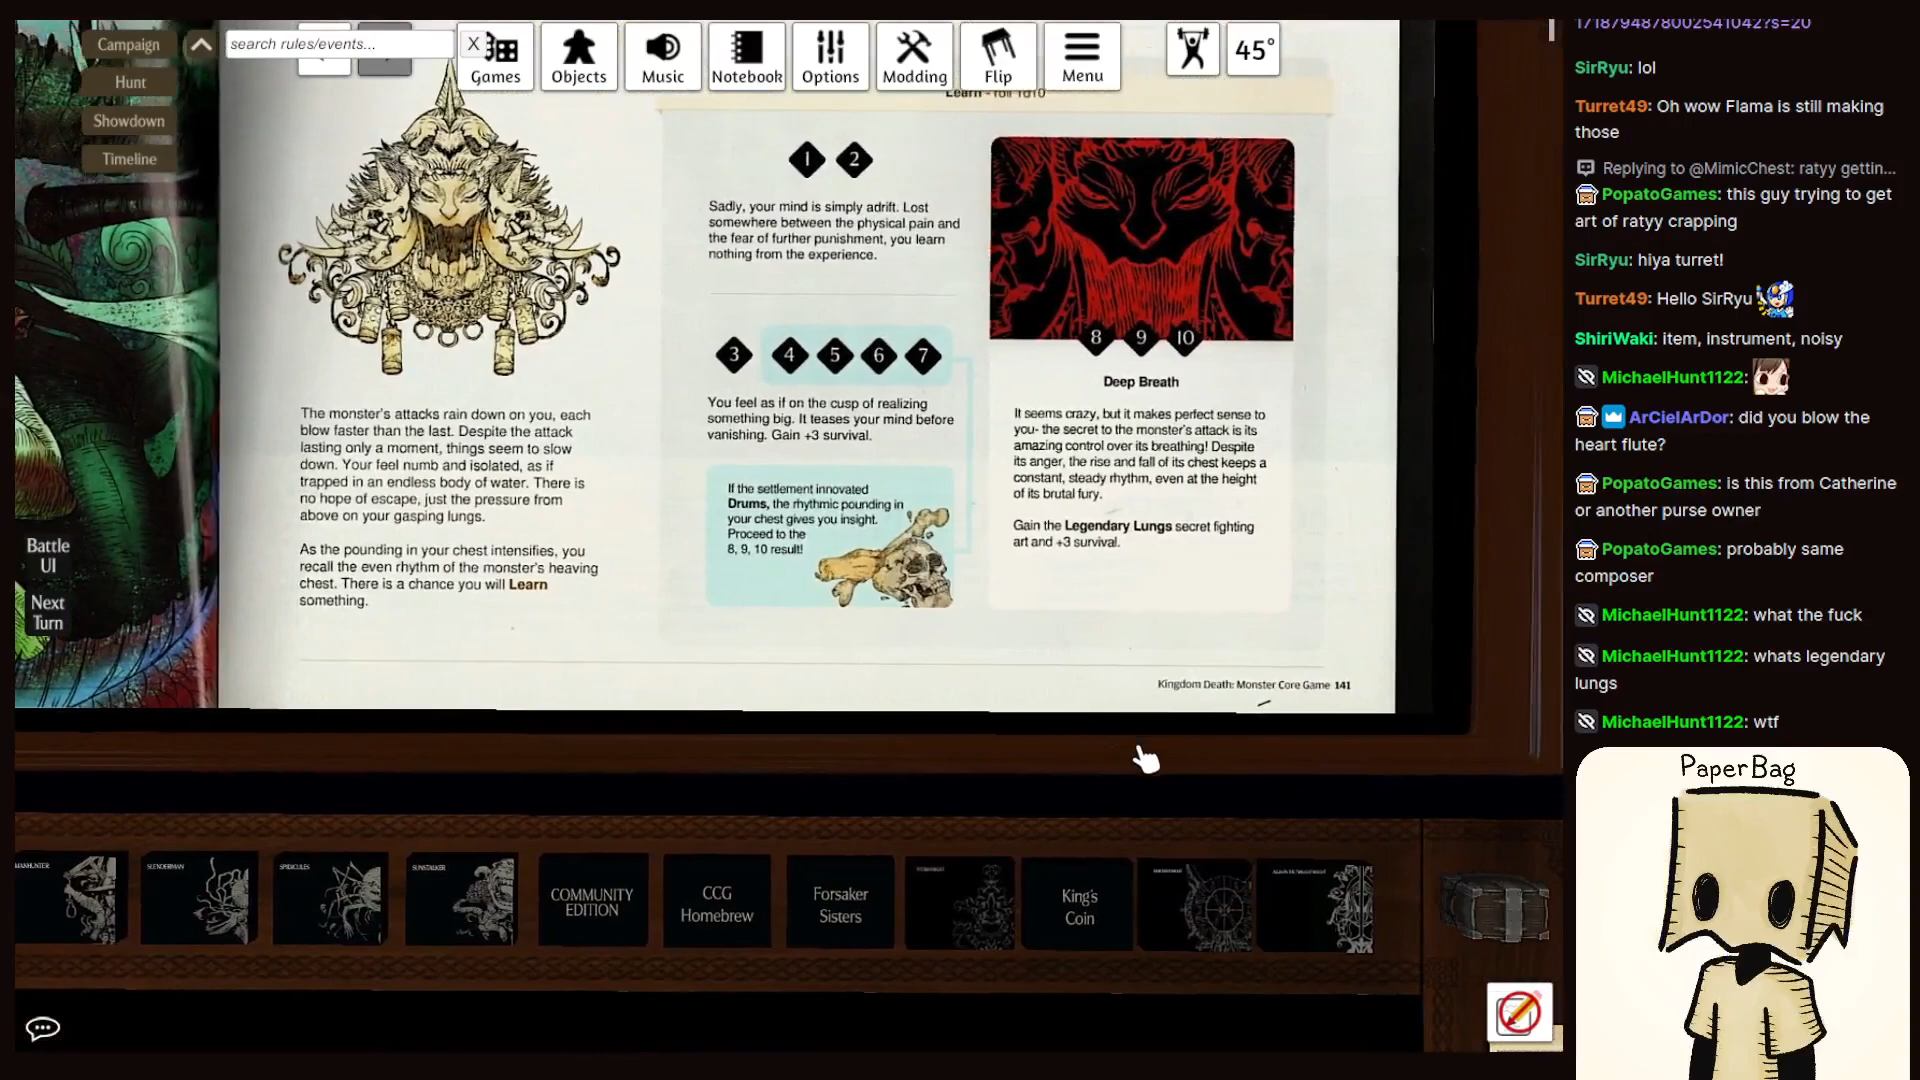 Campaign
Hunt
Showdown
Timeline
search rules/events...
X
Games
Objects
Music
Notebook
Options
Modding
Flip
Menu
45°
Learn - roll 1d10
The monster's attacks rain down on you, each
blow faster than the last. Despite the attack
lasting only a moment, things seem to slow
down. Your feel numb and isolated, as if
trapped in an endless body of water. There is
no hope of escape, just the pressure from
above on your gasping lungs.
As the pounding in your chest intensifies, you
recall the even rhythm of the monster's heaving
chest. There is a chance you will Learn
something.
1 2
Sadly, your mind is simply adrift. Lost
somewhere between the physical pain and
the fear of further punishment, you learn
nothing from the experience.
3 4 5 6 7
You feel as if on the cusp of realizing
something big. It teases your mind before
vanishing. Gain +3 survival.
If the settlement innovated
Drums, the rhythmic pounding in
your chest gives you insight.
Proceed to the
8, 9, 10 result!
8 9 10
Deep Breath
It seems crazy, but it makes perfect sense to
you- the secret to the monster's attack is its
amazing control over its breathing! Despite
its anger, the rise and fall of its chest keeps a
constant, steady rhythm, even at the height
of its brutal fury.
Gain the Legendary Lungs secret fighting
art and +3 survival.
Kingdom Death: Monster Core Game 141
Battle
UI
Next
Turn
MANHUNTER
SLENDERMAN
SPIDICULES
SUNSTALKER
COMMUNITY
EDITION
CCG
Homebrew
Forsaker
Sisters
King's
Coin
1718794878002541042?s=20
SirRyu: lol
Turret49: Oh wow Flama is still making
those
Replying to @MimicChest: ratyy gettin...
PopatoGames: this guy trying to get
art of ratyy crapping
SirRyu: hiya turret!
Turret49: Hello SirRyu
ShiriWaki: item, instrument, noisy
MichaelHunt1122:
ArCielArDor: did you blow the
heart flute?
PopatoGames: is this from Catherine
or another purse owner
PopatoGames: probably same
composer
MichaelHunt1122: what the fuck
MichaelHunt1122: whats legendary
lungs
MichaelHunt1122: wtf
PaperBag